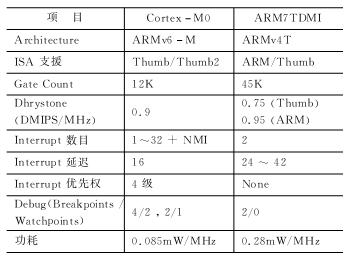 项 目 Cortex-M0 ARM7TDMI
Architecture ARMv6-M ARMv4T
ISA 支援 Thumb/Thumb2 ARM/Thumb
Gate Count 12K 45K
Dhrystone
(DMIPS/MHz)
0.9
0.75 (Thumb)
0.95 (ARM)
Interrupt 数目 1~32 + NMI 2
Interrupt 延迟 16 24 ~ 42
Interrupt 优先权 4 级 None
Debug(Breakpoints /
Watchpoints)
4/2 , 2/1 2/0
功耗 0.085mW/MHz 0.28mW/MHz